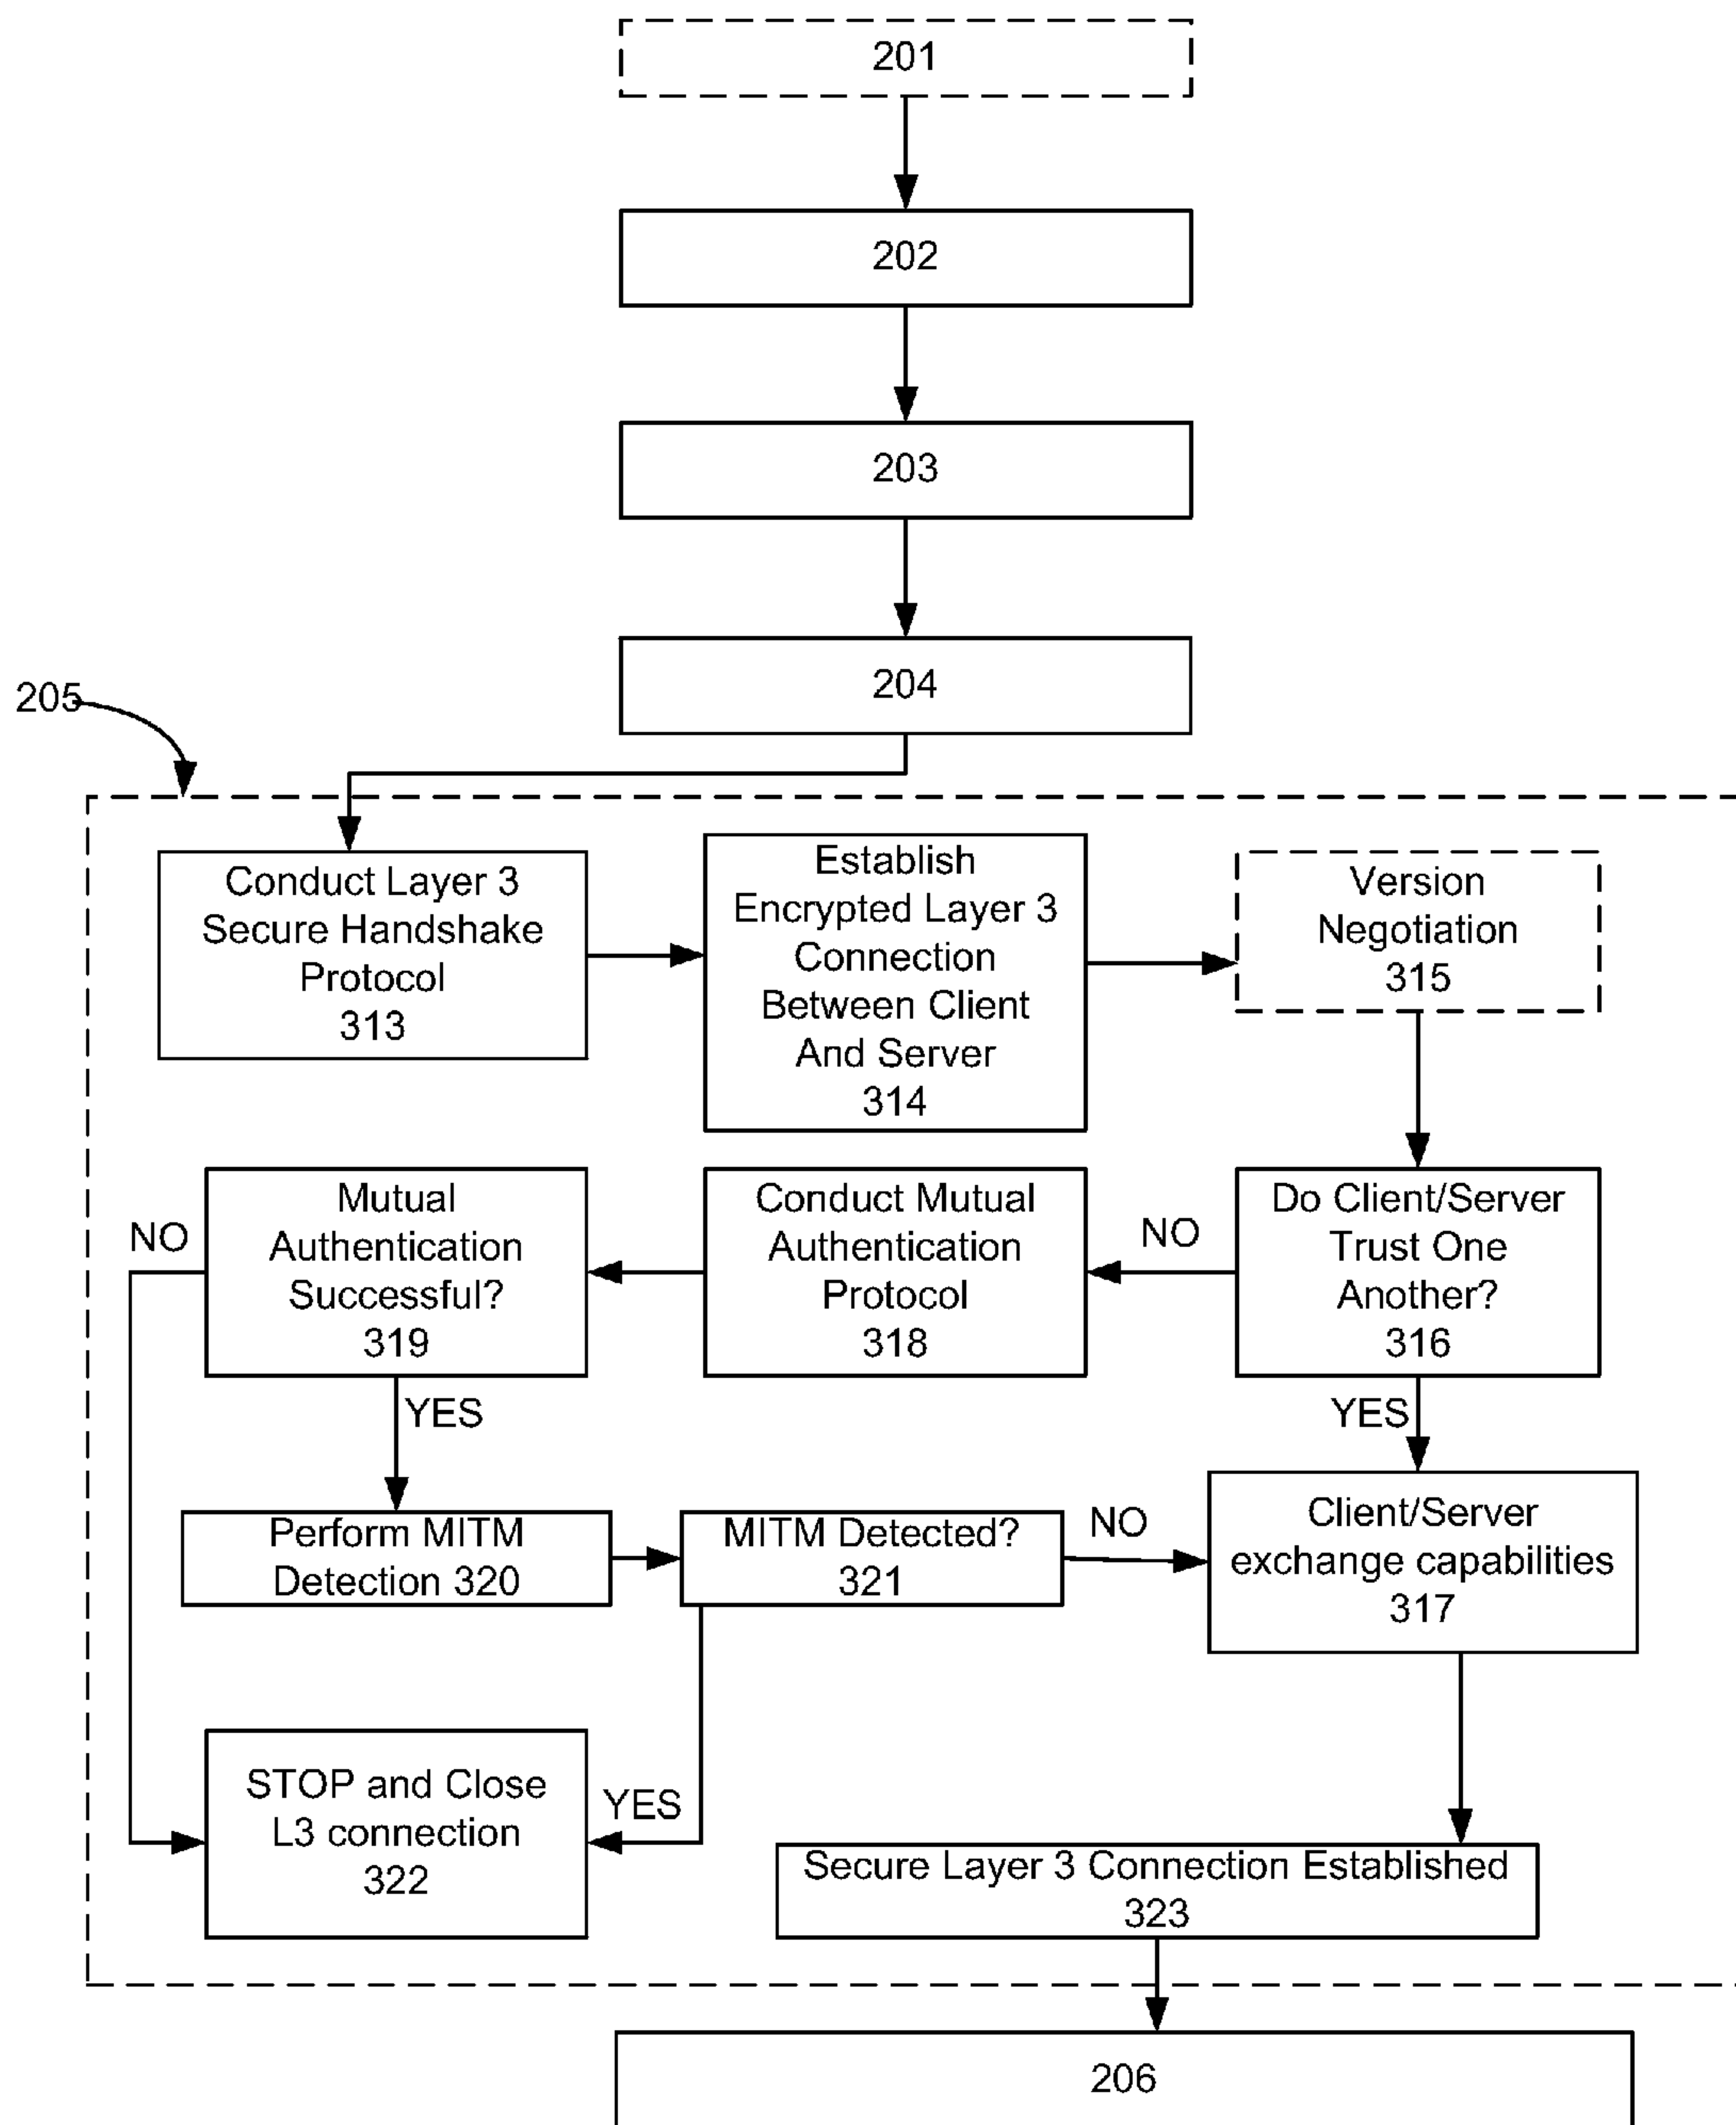 201
202
203
204
205
Conduct Layer 3
Secure Handshake
Protocol
313
Establish
Encrypted Layer 3
Connection
Between Client
And Server
314
Version
Negotiation
315
Do Client/Server
Trust One
Another?
316
NO
YES
Conduct Mutual
Authentication
Protocol
318
Mutual
Authentication
Successful?
319
NO
YES
Perform MITM
Detection 320
MITM Detected?
321
NO
YES
Client/Server
exchange capabilities
317
STOP and Close
L3 connection
322
Secure Layer 3 Connection Established
323
206